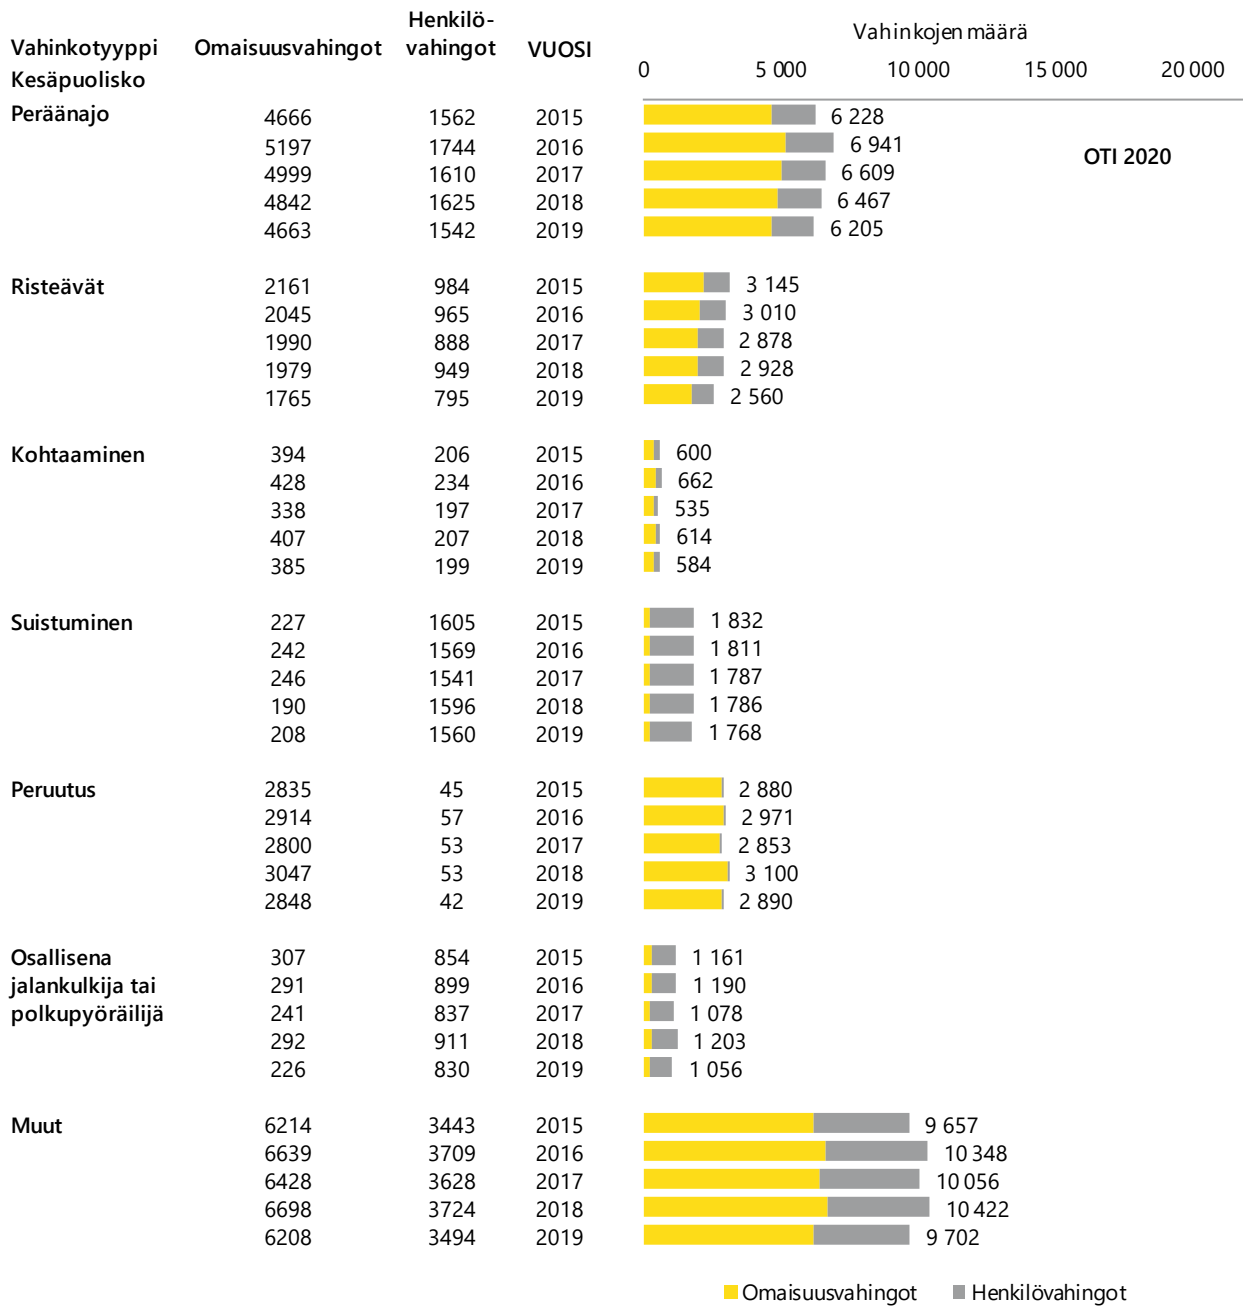 Henkilö-
Vahinkotyyppi Omaisuusvahingot vahingot VUOSI
Kesäpuolisko
Vahinkojen määrä
0 5 000 10 000 15 000 20 000
Peräänajo 4666 1562 2015 6 228
5197 1744 2016 6 941
4999 1610 2017 6 609
4842 1625 2018 6 467
4663 1542 2019 6 205
OTI 2020
Risteävät 2161 984 2015 3 145
2045 965 2016 3 010
1990 888 2017 2 878
1979 949 2018 2 928
1765 795 2019 2 560
Kohtaaminen 394 206 2015 600
428 234 2016 662
338 197 2017 535
407 207 2018 614
385 199 2019 584
Suistuminen 227 1605 2015 1 832
242 1569 2016 1 811
246 1541 2017 1 787
190 1596 2018 1 786
208 1560 2019 1 768
Peruutus 2835 45 2015 2 880
2914 57 2016 2 971
2800 53 2017 2 853
3047 53 2018 3 100
2848 42 2019 2 890
Osallisena 307 854 2015 1 161
jalankulkija tai 291 899 2016 1 190
polkupyöräilijä 241 837 2017 1 078
292 911 2018 1 203
226 830 2019 1 056
Muut 6214 3443 2015 9 657
6639 3709 2016 10 348
6428 3628 2017 10 056
6698 3724 2018 10 422
6208 3494 2019 9 702
Omaisuusvahingot Henkilövahingot